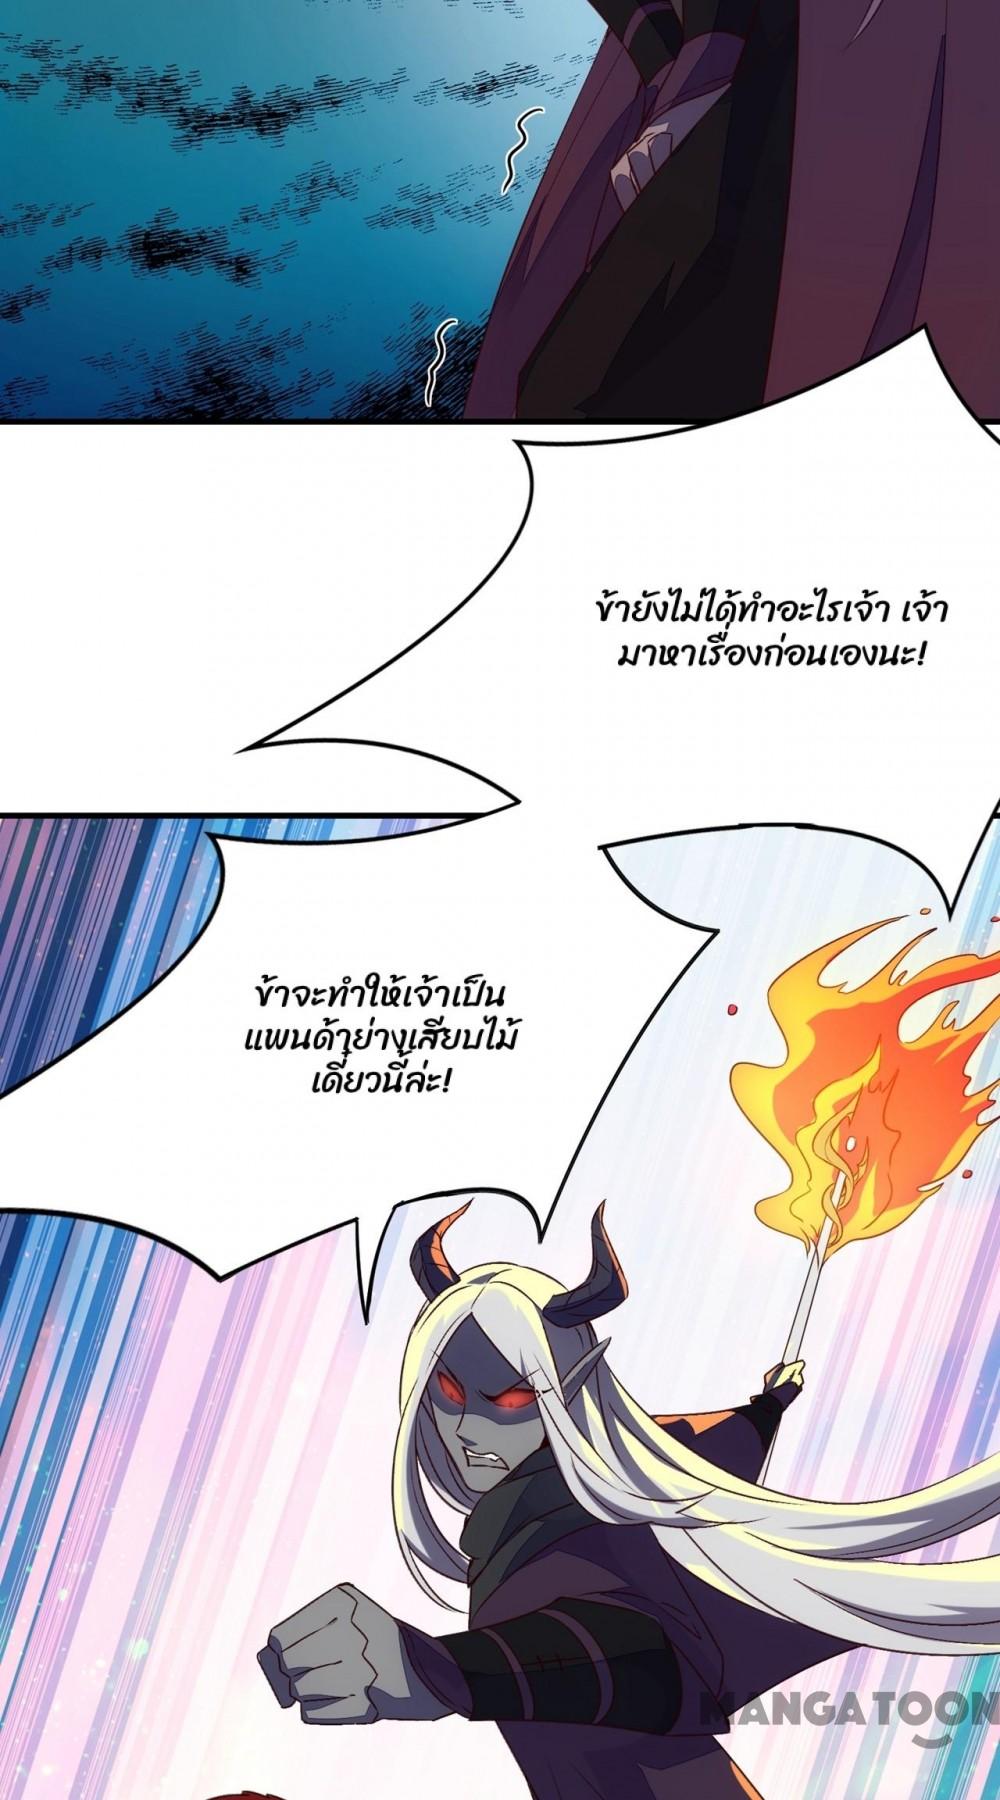 ข้ายังไม่ได้ทำอะไรเจ้า เจ้า
มาหาเรื่องก่อนเองนะ!
ข้าจะทำให้เจ้าเป็น
แพนด้าย่างเสียบไม้
เดี๋ยวนี้ล่ะ!
MANGATOON